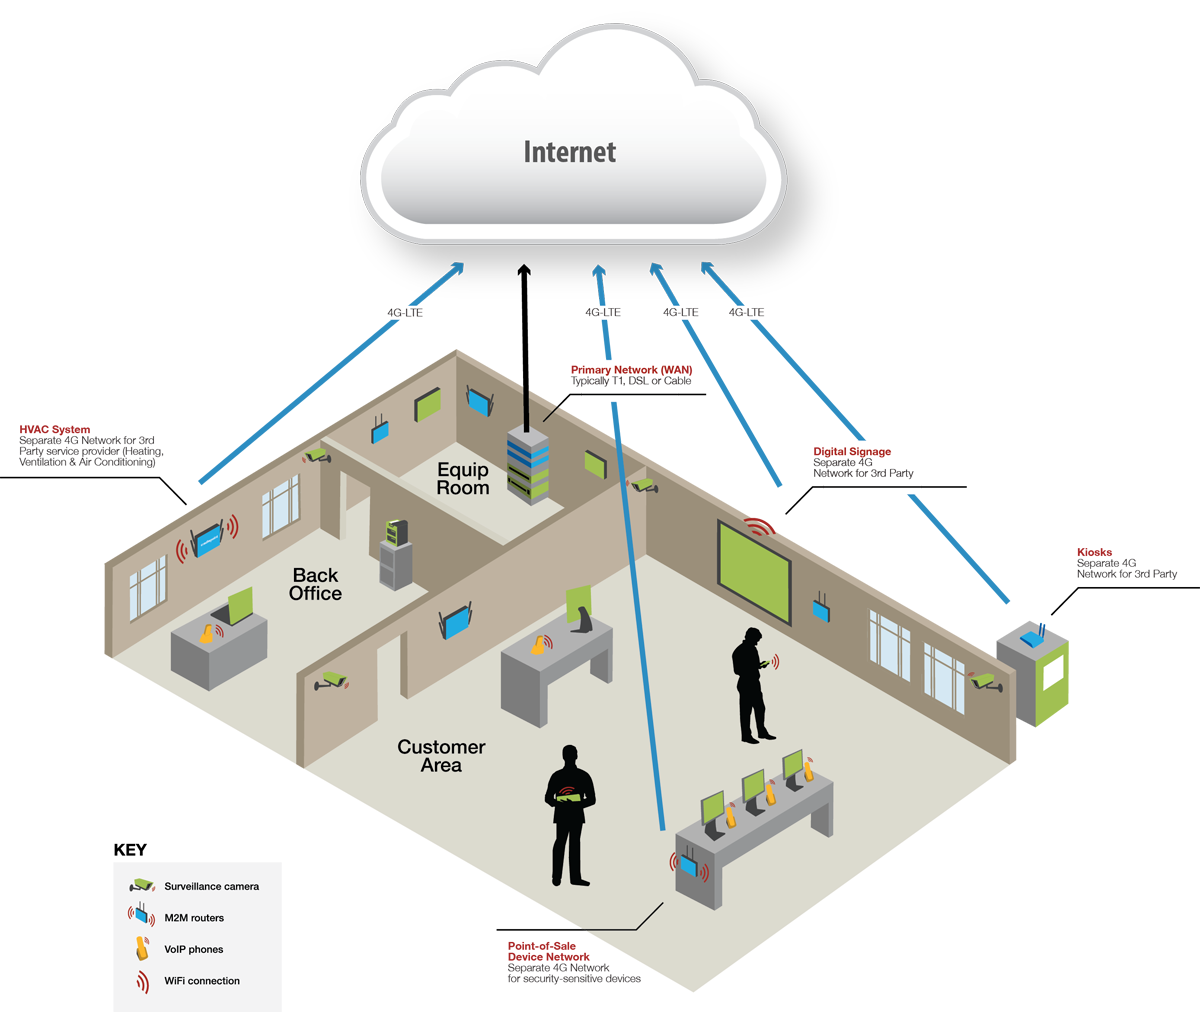 Internet
4G-LTE
4G-LTE
4G-LTE
4G-LTE
Primary Network (WAN)
Typically T1, DSL or Cable
HVAC System
Separate 4G Network for 3rd
Party service provider (Heating,
Ventilation & Air Conditioning)
Digital Signage
Separate 4G
Network for 3rd Party
Equip
Room
Kiosks
Separate 4G
Network for 3rd Party
Back
Office
Customer
Area
KEY
Surveillance camera
M2M routers
VoIP phones
WiFi connection
Point-of-Sale
Device Network
Separate 4G Network
for security-sensitive devices